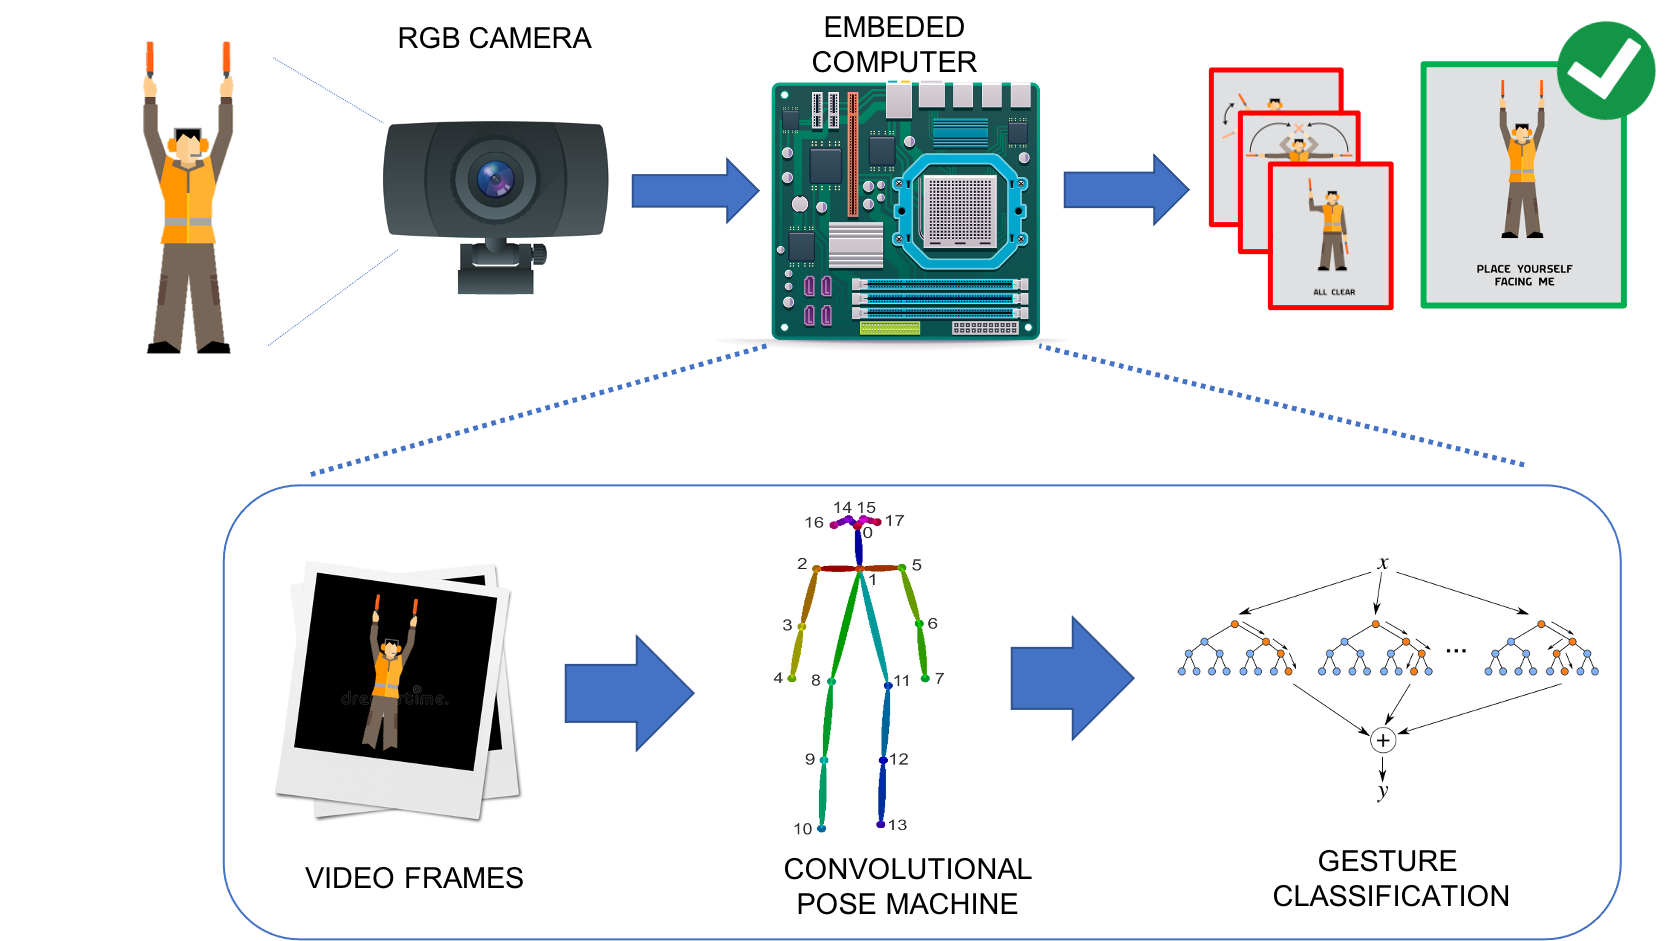 RGB CAMERA
EMBEDED
COMPUTER
ALL CLEAR
PLACE YOURSELF
FACING ME
14 15
16 17
0
2 5
1
3 6
4 8 11 7
9 12
10 13
x
...
+
y
VIDEO FRAMES
CONVOLUTIONAL
POSE MACHINE
GESTURE
CLASSIFICATION